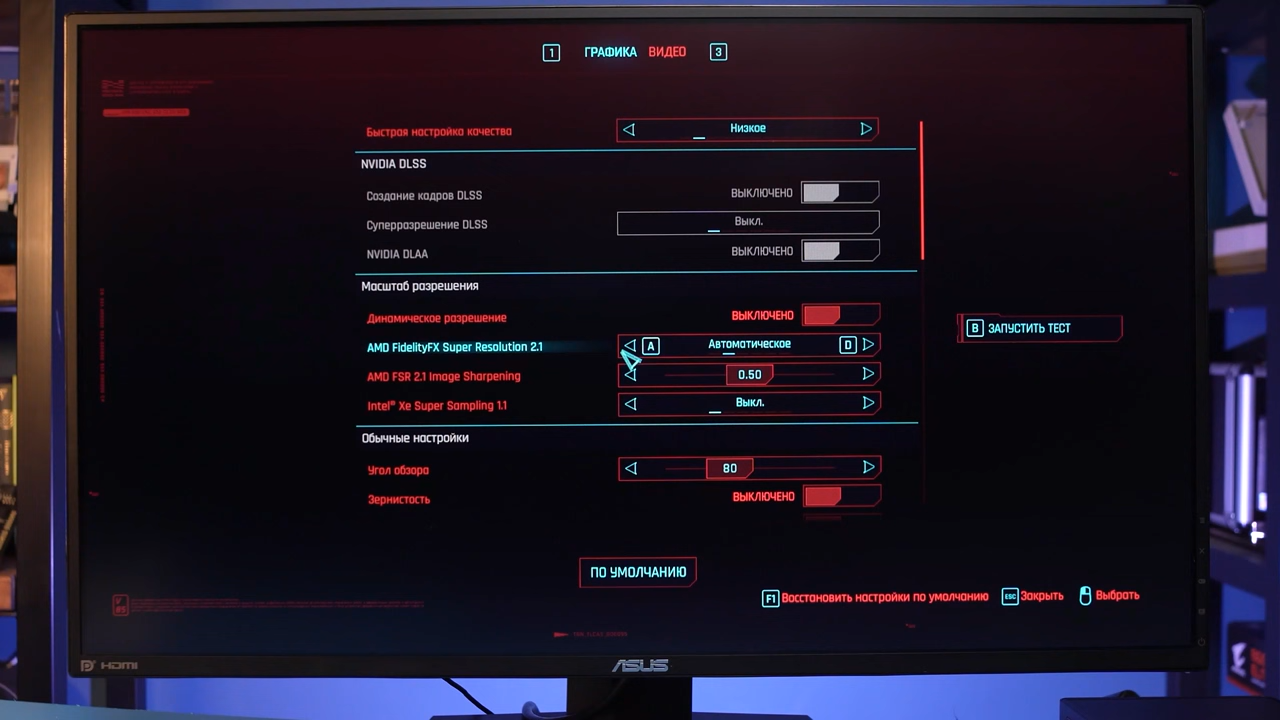 1 ГРАФИКА ВИДЕО 3
Быстрая настройка качества Низкое
NVIDIA DLSS
Создание кадров DLSS ВЫКЛЮЧЕНО
Суперразрешение DLSS Выкл.
NVIDIA DLAA ВЫКЛЮЧЕНО
Масштаб разрешения
Динамическое разрешение ВЫКЛЮЧЕНО
AMD FidelityFX Super Resolution 2.1 A Автоматическое D
AMD FSR 2.1 Image Sharpening 0.50
Intel® Xe Super Sampling 1.1 Выкл.
Обычные настройки
Угол обзора 80
Зернистость ВЫКЛЮЧЕНО
B ЗАПУСТИТЬ ТЕСТ
ПО УМОЛЧАНИЮ
F1 Восстановить настройки по умолчанию ESC Закрыть Выбрать
V
85
HDMI
ASUS